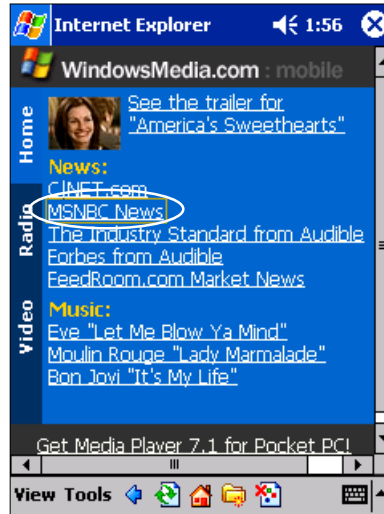 Internet Explorer 1:56
WindowsMedia.com : mobile
Home
Radio
Video
See the trailer for
"America's Sweethearts"
News:
C|NET.com
MSNBC News
The Industry Standard from Audible
Forbes from Audible
FeedRoom.com Market News
Music:
Eve "Let Me Blow Ya Mind"
Moulin Rouge "Lady Marmalade"
Bon Jovi "It's My Life"
Get Media Player 7.1 for Pocket PC!
View Tools